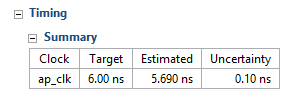 Timing
Summary
Clock Target Estimated Uncertainty
ap_clk 6.00 ns 5.690 ns 0.10 ns